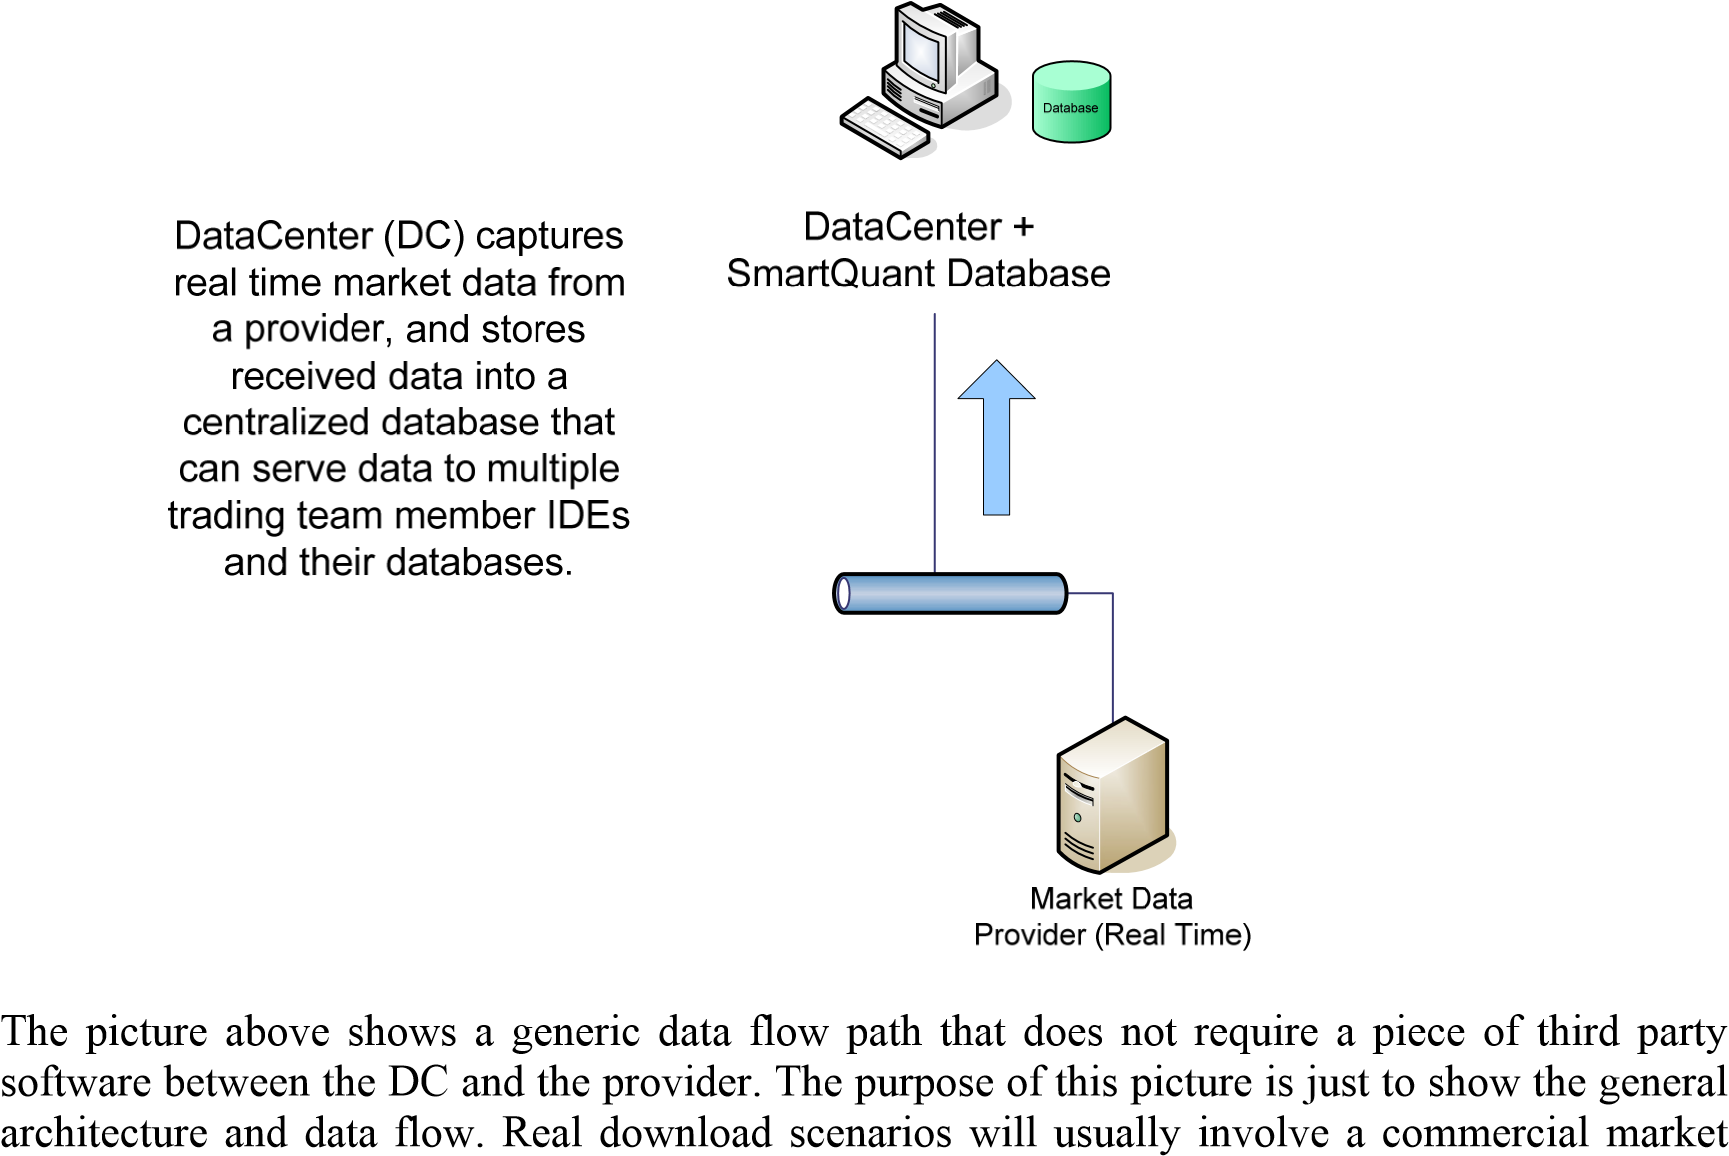 Database
DataCenter +
SmartQuant Database
DataCenter (DC) captures
real time market data from
a provider, and stores
received data into a
centralized database that
can serve data to multiple
trading team member IDEs
and their databases.
Market Data
Provider (Real Time)
The picture above shows a generic data flow path that does not require a piece of third party
software between the DC and the provider. The purpose of this picture is just to show the general
architecture and data flow. Real download scenarios will usually involve a commercial market